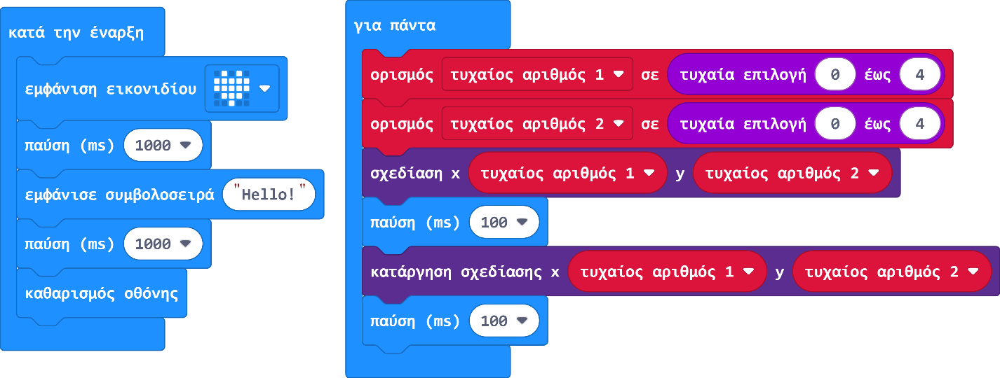 κατά την έναρξη
εμφάνιση εικονιδίου
παύση (ms) 1000
εμφάνισε συμβολοσειρά "Hello!"
παύση (ms) 1000
καθαρισμός οθόνης
για πάντα
ορισμός τυχαίος αριθμός 1 σε τυχαία επιλογή 0 έως 4
ορισμός τυχαίος αριθμός 2 σε τυχαία επιλογή 0 έως 4
σχεδίαση x τυχαίος αριθμός 1 y τυχαίος αριθμός 2
παύση (ms) 100
κατάργηση σχεδίασης x τυχαίος αριθμός 1 y τυχαίος αριθμός 2
παύση (ms) 100